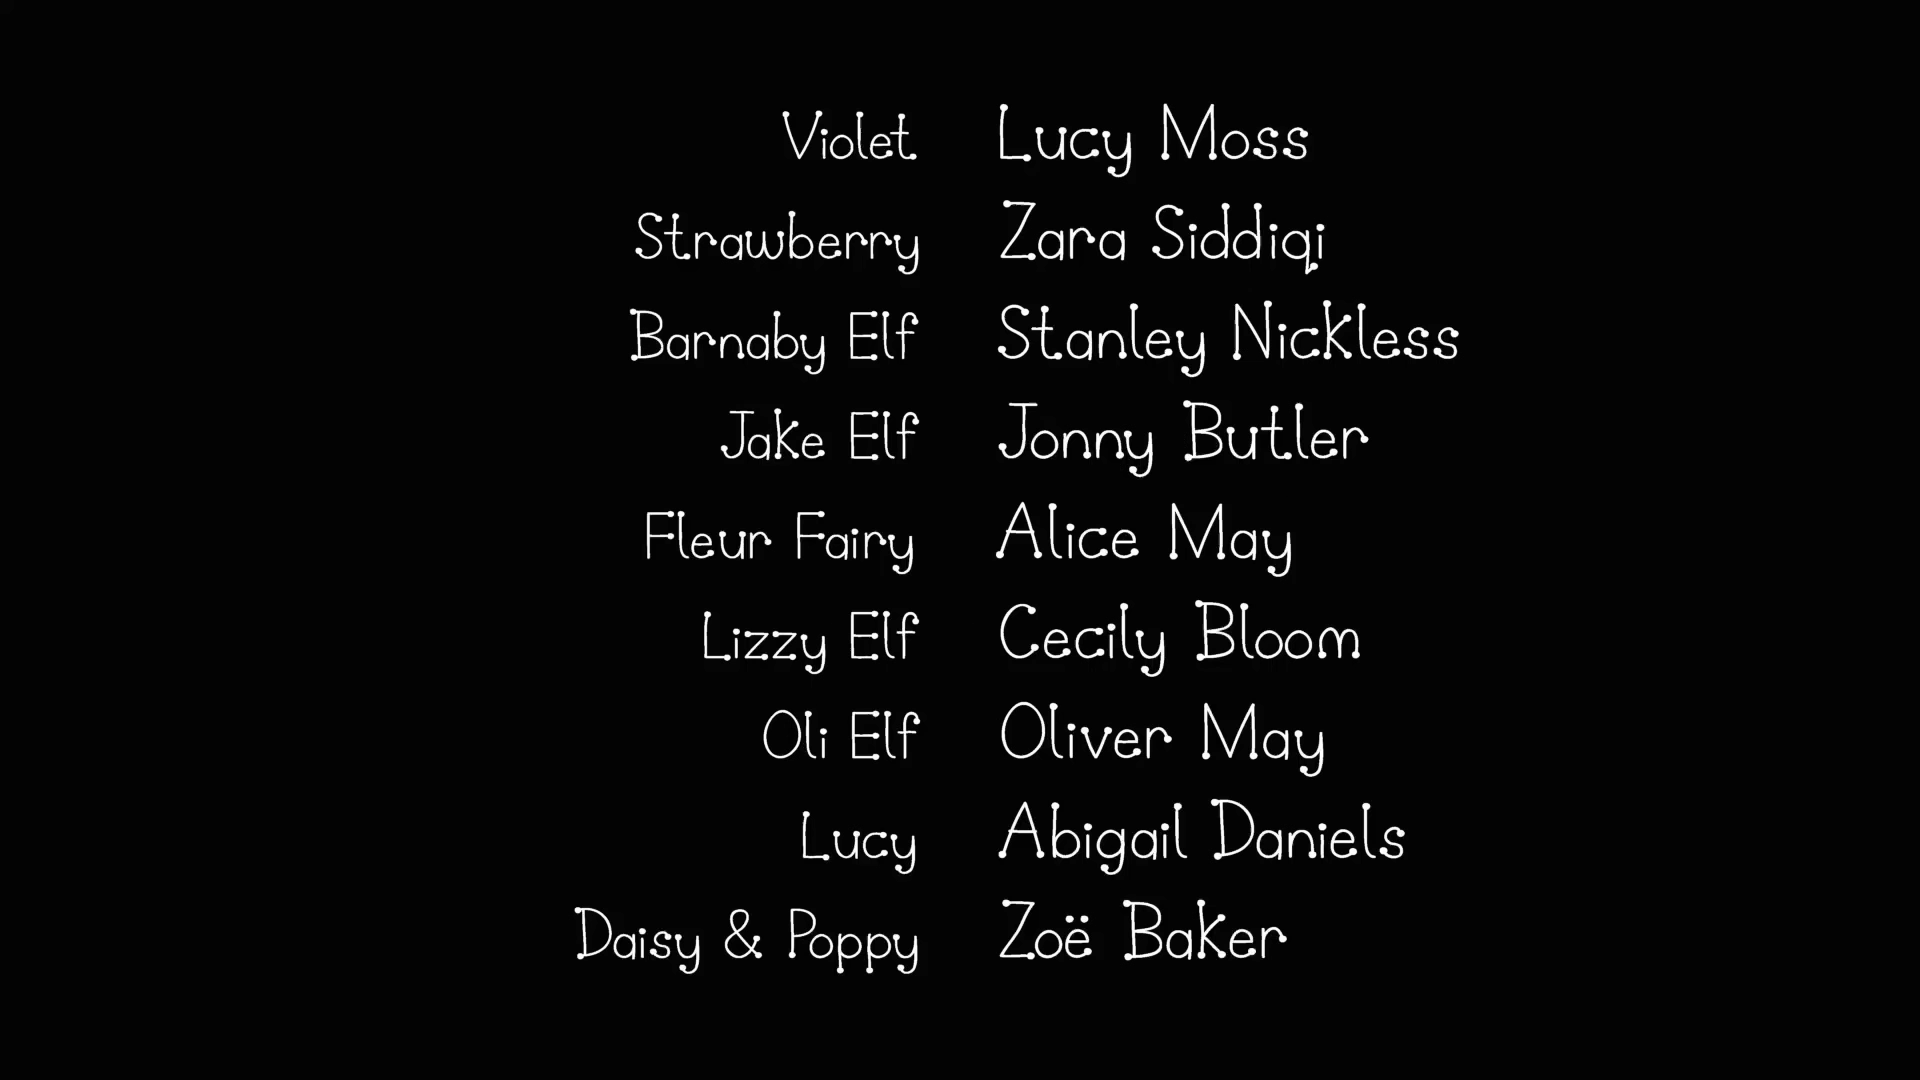 Violet Lucy Moss
Strawberry Zara Siddiqi
Barnaby Elf Stanley Nickless
Jake Elf Jonny Butler
Fleur Fairy Alice May
Lizzy Elf Cecily Bloom
Oli Elf Oliver May
Lucy Abigail Daniels
Daisy & Poppy Zoë Baker